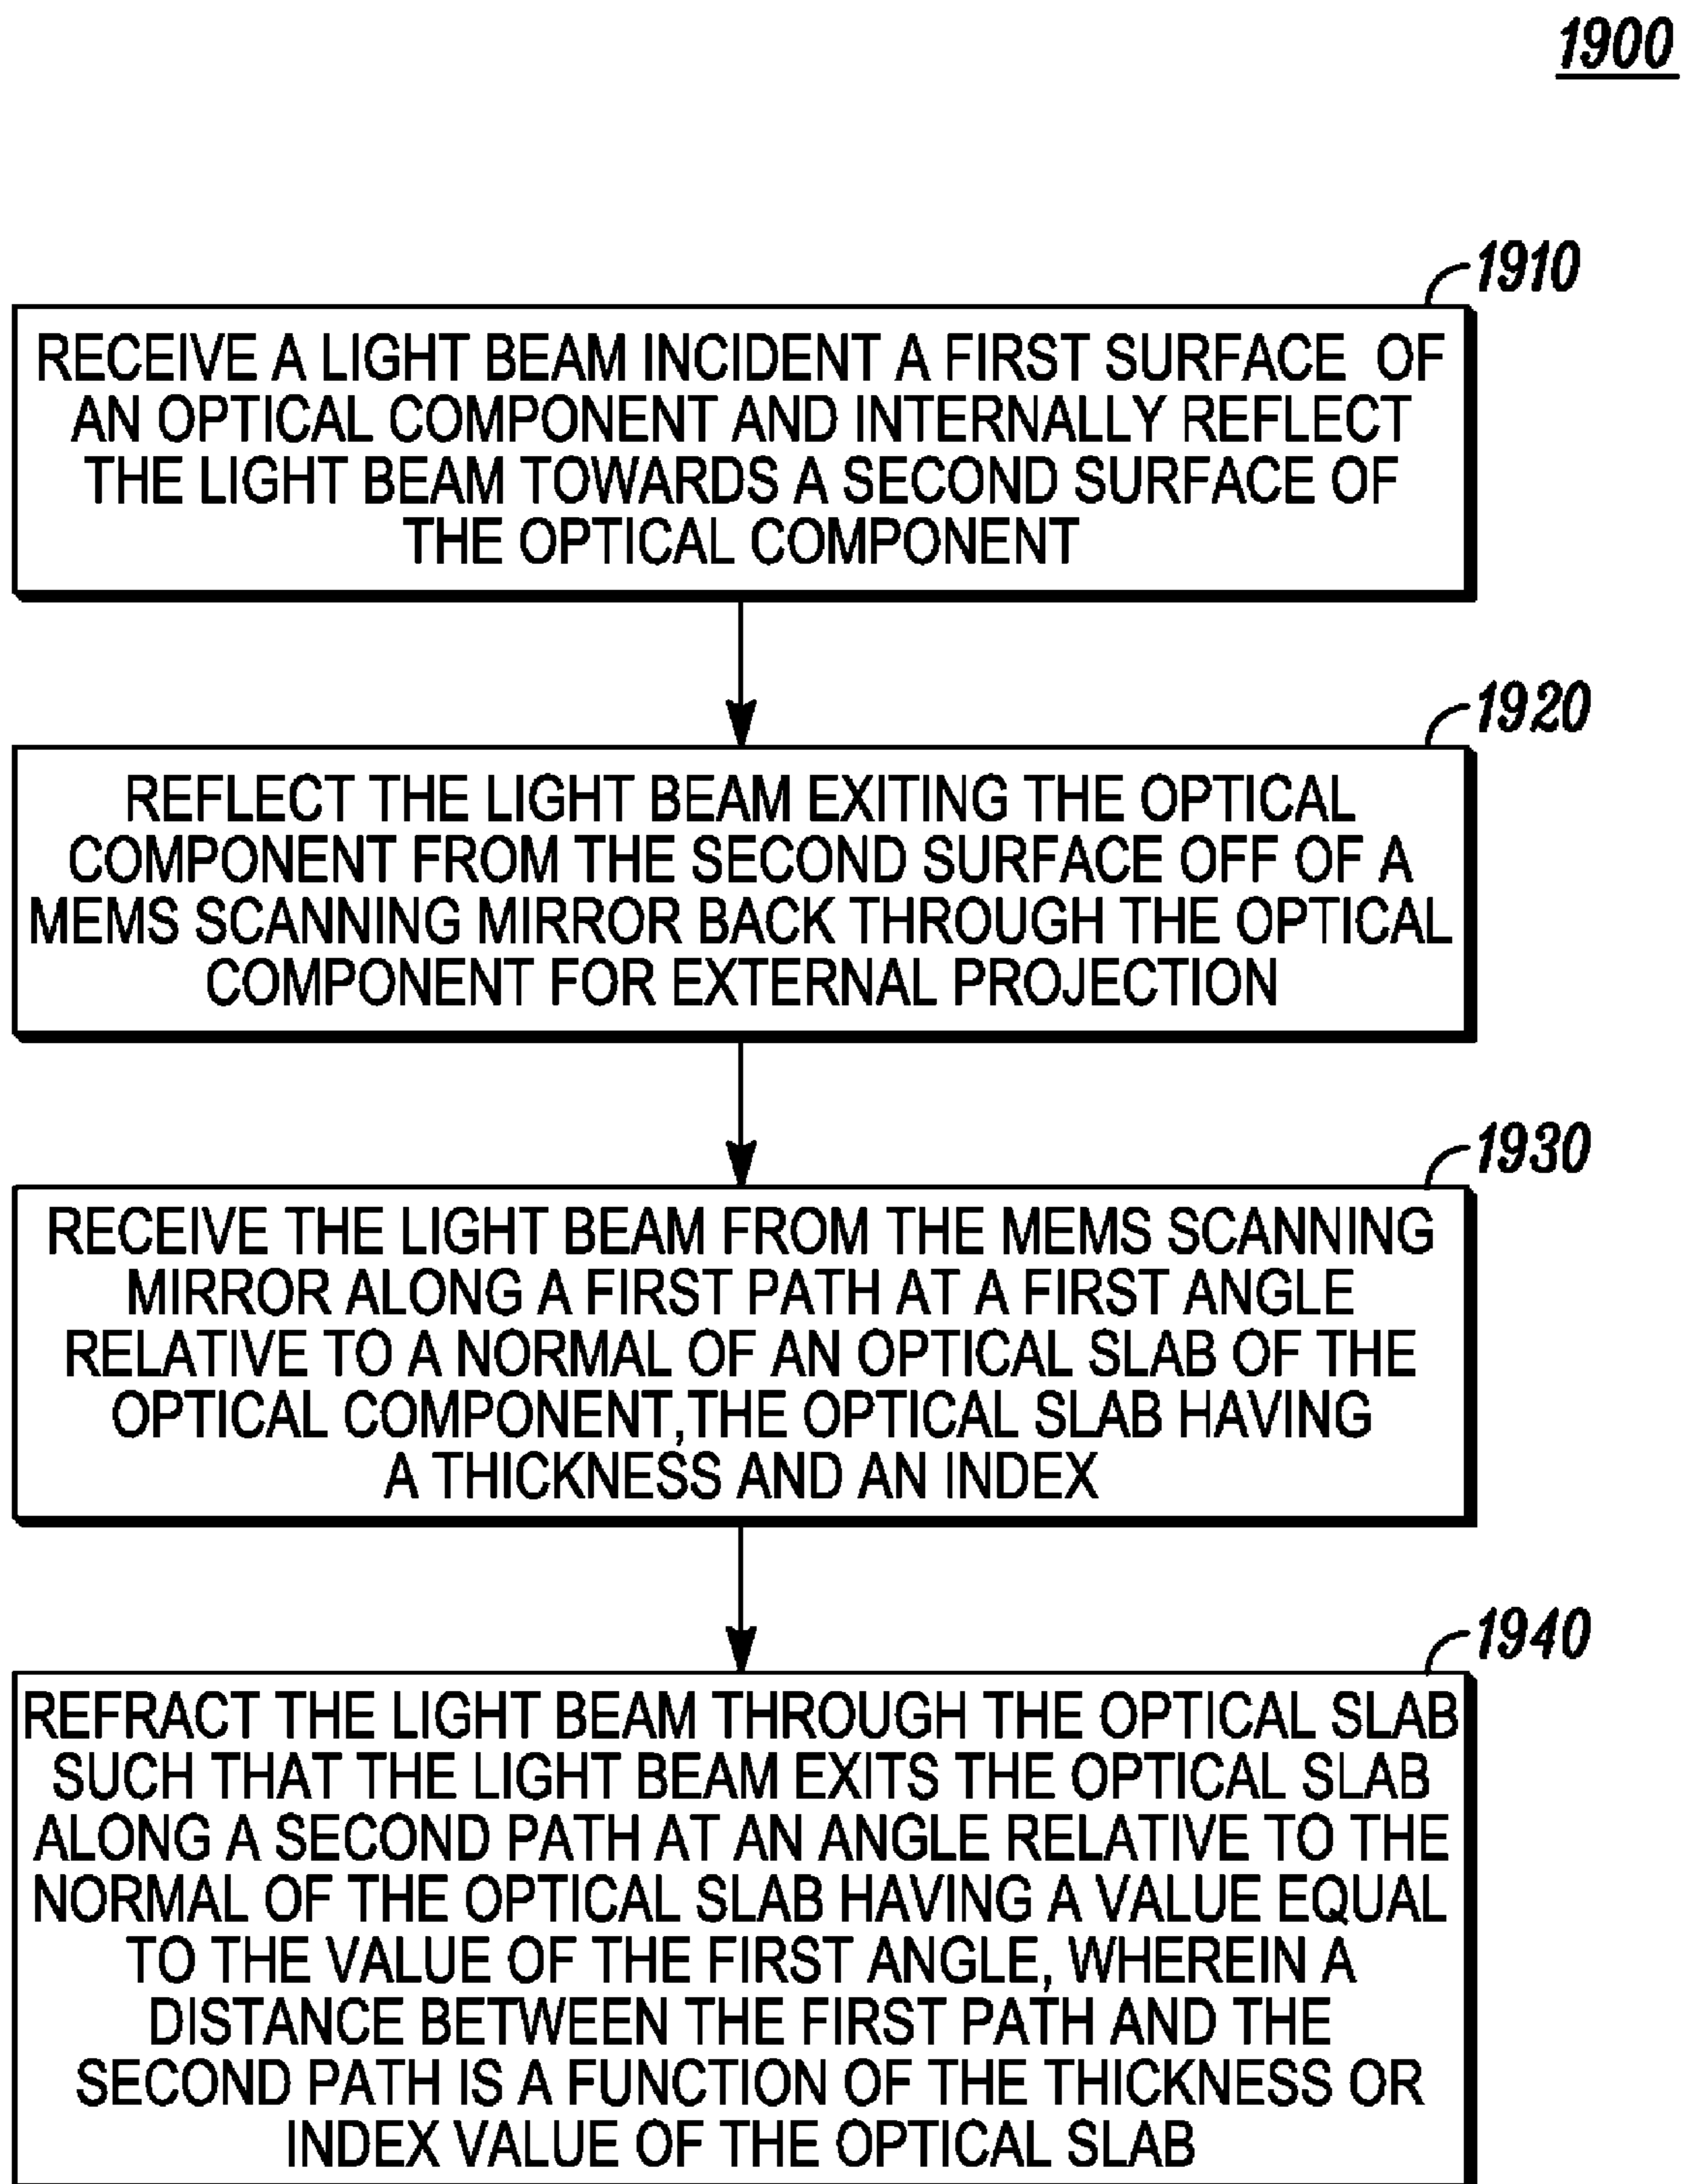 1900
1910
RECEIVE A LIGHT BEAM INCIDENT A FIRST SURFACE OF
AN OPTICAL COMPONENT AND INTERNALLY REFLECT
THE LIGHT BEAM TOWARDS A SECOND SURFACE OF
THE OPTICAL COMPONENT
1920
REFLECT THE LIGHT BEAM EXITING THE OPTICAL
COMPONENT FROM THE SECOND SURFACE OFF OF A
MEMS SCANNING MIRROR BACK THROUGH THE OPTICAL
COMPONENT FOR EXTERNAL PROJECTION
1930
RECEIVE THE LIGHT BEAM FROM THE MEMS SCANNING
MIRROR ALONG A FIRST PATH AT A FIRST ANGLE
RELATIVE TO A NORMAL OF AN OPTICAL SLAB OF THE
OPTICAL COMPONENT,THE OPTICAL SLAB HAVING
A THICKNESS AND AN INDEX
1940
REFRACT THE LIGHT BEAM THROUGH THE OPTICAL SLAB
SUCH THAT THE LIGHT BEAM EXITS THE OPTICAL SLAB
ALONG A SECOND PATH AT AN ANGLE RELATIVE TO THE
NORMAL OF THE OPTICAL SLAB HAVING A VALUE EQUAL
TO THE VALUE OF THE FIRST ANGLE, WHEREIN A
DISTANCE BETWEEN THE FIRST PATH AND THE
SECOND PATH IS A FUNCTION OF THE THICKNESS OR
INDEX VALUE OF THE OPTICAL SLAB